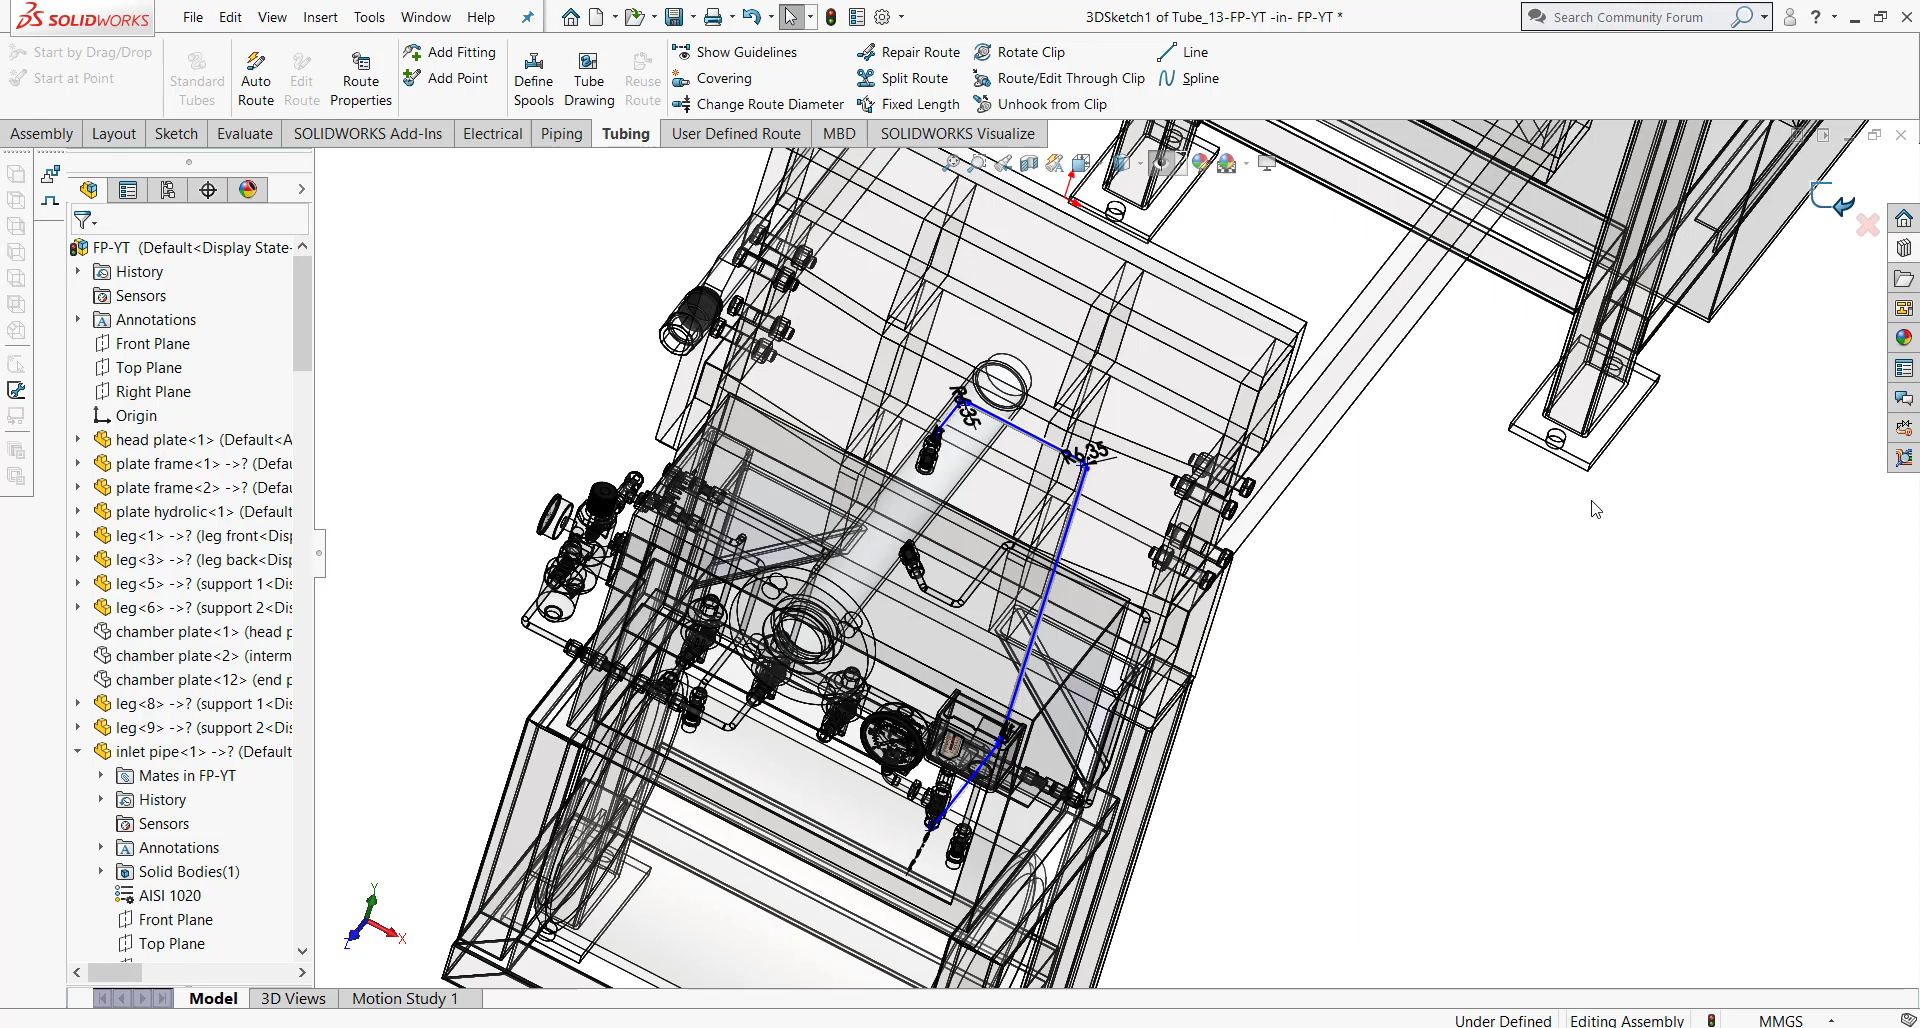 SOLIDWORKS
File Edit View Insert Tools Window Help
3DSketch1 of Tube_13-FP-YT -in- FP-YT *
Search Community Forum
?
Start by Drag/Drop
Start at Point
Standard Tubes
Auto Route
Edit Route
Route Properties
Add Fitting
Add Point
Define Spools
Tube Drawing
Reuse Route
Show Guidelines
Covering
Change Route Diameter
Repair Route
Split Route
Fixed Length
Rotate Clip
Route/Edit Through Clip
Unhook from Clip
Line
Spline
Assembly Layout Sketch Evaluate SOLIDWORKS Add-Ins Electrical Piping Tubing User Defined Route MBD SOLIDWORKS Visualize
FP-YT (Default<Display State-
History
Sensors
Annotations
Front Plane
Top Plane
Right Plane
Origin
head plate<1> (Default<A
plate frame<1> ->? (Defau
plate frame<2> ->? (Defau
plate hydrolic<1> (Default
leg<1> ->? (leg front<Disp
leg<3> ->? (leg back<Disp
leg<5> ->? (support 1<Dis
leg<6> ->? (support 2<Dis
chamber plate<1> (head p
chamber plate<2> (interm
chamber plate<12> (end p
leg<8> ->? (support 1<Dis
leg<9> ->? (support 2<Dis
inlet pipe<1> ->? (Default
Mates in FP-YT
History
Sensors
Annotations
Solid Bodies(1)
AISI 1020
Front Plane
Top Plane
R6.35
R6.35
Y
X
Z
Model 3D Views Motion Study 1
Under Defined Editing Assembly MMGS